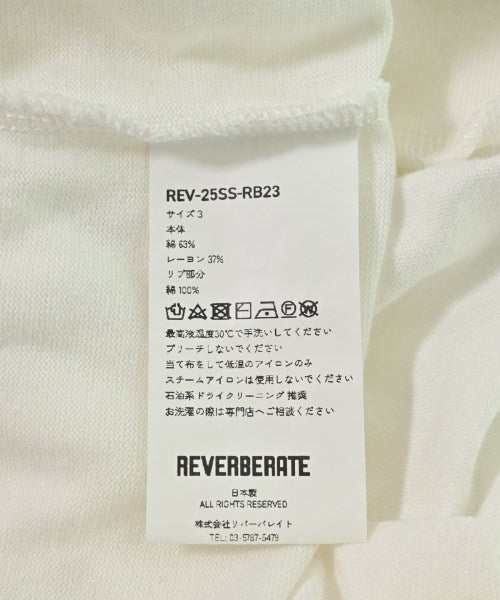 REV-25SS-RB23
サイズ 3
本体
綿 63%
レーヨン 37%
リブ部分
綿 100%
最高液温度30℃で手洗いしてください
ブリーチしないでください
当て布をして低温のアイロンのみ
スチームアイロンは使用しないでください
石油系ドライクリーニング 推奨
お洗濯の際は専門店へご相談ください
REVERBERATE
日本製
ALL RIGHTS RESERVED
株式会社リバーバレイト
TEL: 03-5787-5479